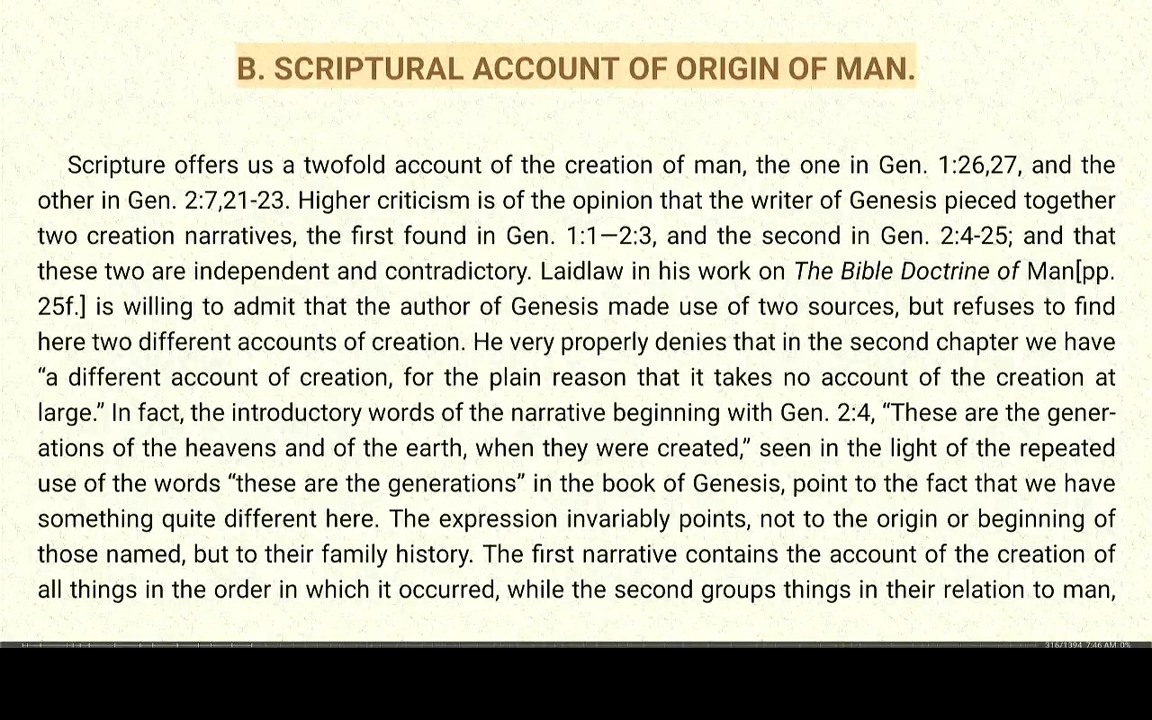 B. SCRIPTURAL ACCOUNT OF ORIGIN OF MAN.
Scripture offers us a twofold account of the creation of man, the one in Gen. 1:26,27, and the
other in Gen. 2:7,21-23. Higher criticism is of the opinion that the writer of Genesis pieced together
two creation narratives, the first found in Gen. 1:1—2:3, and the second in Gen. 2:4-25; and that
these two are independent and contradictory. Laidlaw in his work on The Bible Doctrine of Man[pp.
25f.] is willing to admit that the author of Genesis made use of two sources, but refuses to find
here two different accounts of creation. He very properly denies that in the second chapter we have
“a different account of creation, for the plain reason that it takes no account of the creation at
large.” In fact, the introductory words of the narrative beginning with Gen. 2:4, “These are the gener-
ations of the heavens and of the earth, when they were created,” seen in the light of the repeated
use of the words “these are the generations” in the book of Genesis, point to the fact that we have
something quite different here. The expression invariably points, not to the origin or beginning of
those named, but to their family history. The first narrative contains the account of the creation of
all things in the order in which it occurred, while the second groups things in their relation to man,
316/1394 7:46 AM 0%